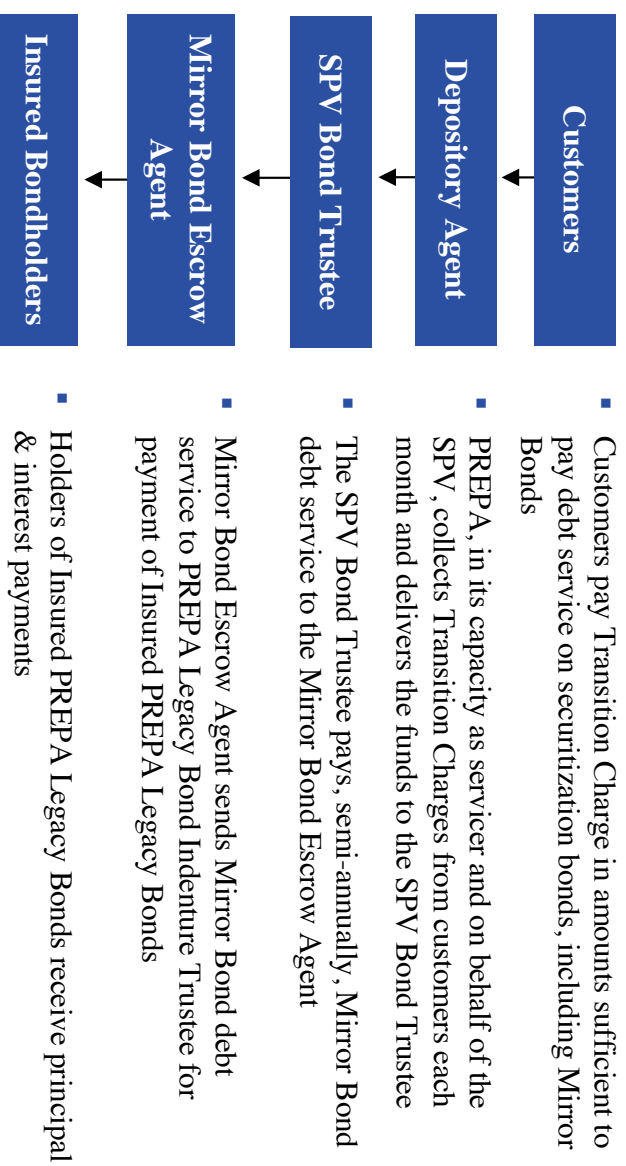 Customers
Customers pay Transition Charge in amounts sufficient to
pay debt service on securitization bonds, including Mirror
Bonds
Depository Agent
PREPA, in its capacity as servicer and on behalf of the
SPV, collects Transition Charges from customers each
month and delivers the funds to the SPV Bond Trustee
SPV Bond Trustee
The SPV Bond Trustee pays, semi-annually, Mirror Bond
debt service to the Mirror Bond Escrow Agent
Mirror Bond Escrow
Agent
Mirror Bond Escrow Agent sends Mirror Bond debt
service to PREPA Legacy Bond Indenture Trustee for
payment of Insured PREPA Legacy Bonds
Insured Bondholders
Holders of Insured PREPA Legacy Bonds receive principal
& interest payments